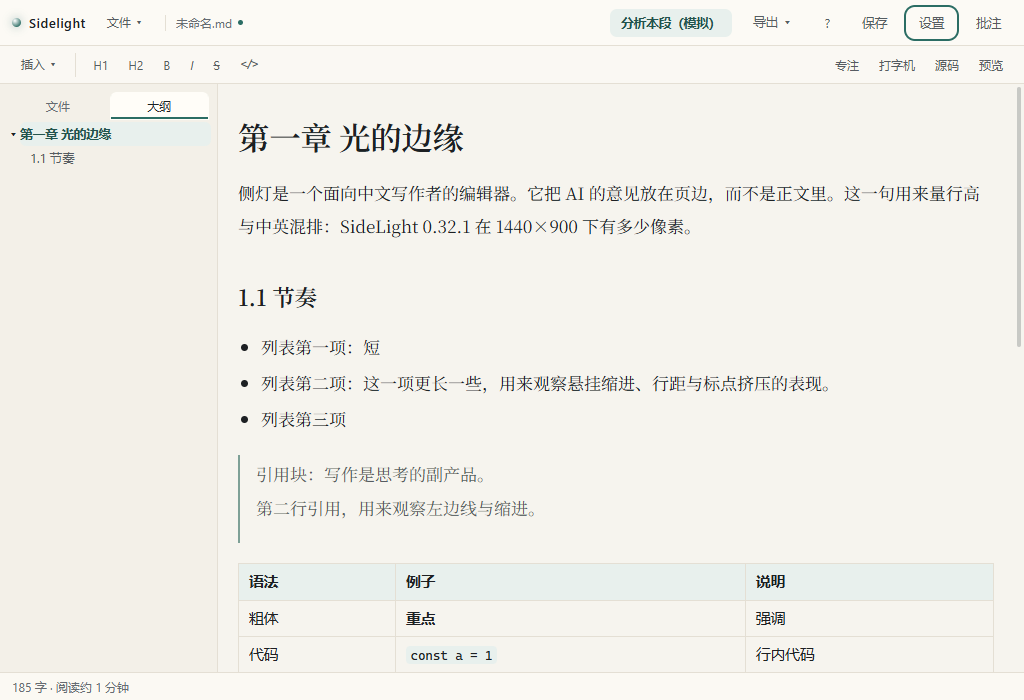 Sidelight 文件 未命名.md 分析本段（模拟） 导出 ? 保存 设置 批注
插入 H1 H2 B I S </> 专注 打字机 源码 预览
文件 大纲
第一章 光的边缘
1.1 节奏
第一章 光的边缘
侧灯是一个面向中文写作者的编辑器。它把 AI 的意见放在页边，而不是正文里。这一句用来量行高
与中英混排：SideLight 0.32.1 在 1440×900 下有多少像素。
1.1 节奏
• 列表第一项：短
• 列表第二项：这一项更长一些，用来观察悬挂缩进、行距与标点挤压的表现。
• 列表第三项
引用块：写作是思考的副产品。
第二行引用，用来观察左边线与缩进。
语法 例子 说明
粗体 重点 强调
代码 const a = 1 行内代码
185 字 · 阅读约 1 分钟